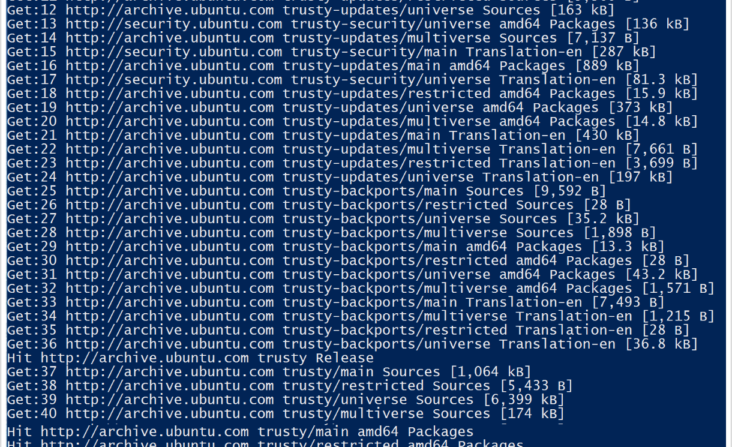 Get:12 http://archive.ubuntu.com trusty-updates/universe Sources [163 kB]
Get:13 http://security.ubuntu.com trusty-security/universe amd64 Packages [136 kB]
Get:14 http://archive.ubuntu.com trusty-updates/multiverse Sources [7,137 B]
Get:15 http://security.ubuntu.com trusty-security/main Translation-en [287 kB]
Get:16 http://archive.ubuntu.com trusty-updates/main amd64 Packages [889 kB]
Get:17 http://security.ubuntu.com trusty-security/universe Translation-en [81.3 kB]
Get:18 http://archive.ubuntu.com trusty-updates/restricted amd64 Packages [15.9 kB]
Get:19 http://archive.ubuntu.com trusty-updates/universe amd64 Packages [373 kB]
Get:20 http://archive.ubuntu.com trusty-updates/multiverse amd64 Packages [14.8 kB]
Get:21 http://archive.ubuntu.com trusty-updates/main Translation-en [430 kB]
Get:22 http://archive.ubuntu.com trusty-updates/multiverse Translation-en [7,661 B]
Get:23 http://archive.ubuntu.com trusty-updates/restricted Translation-en [3,699 B]
Get:24 http://archive.ubuntu.com trusty-updates/universe Translation-en [197 kB]
Get:25 http://archive.ubuntu.com trusty-backports/main Sources [9,592 B]
Get:26 http://archive.ubuntu.com trusty-backports/restricted Sources [28 B]
Get:27 http://archive.ubuntu.com trusty-backports/universe Sources [35.2 kB]
Get:28 http://archive.ubuntu.com trusty-backports/multiverse Sources [1,898 B]
Get:29 http://archive.ubuntu.com trusty-backports/main amd64 Packages [13.3 kB]
Get:30 http://archive.ubuntu.com trusty-backports/restricted amd64 Packages [28 B]
Get:31 http://archive.ubuntu.com trusty-backports/universe amd64 Packages [43.2 kB]
Get:32 http://archive.ubuntu.com trusty-backports/multiverse amd64 Packages [1,571 B]
Get:33 http://archive.ubuntu.com trusty-backports/main Translation-en [7,493 B]
Get:34 http://archive.ubuntu.com trusty-backports/multiverse Translation-en [1,215 B]
Get:35 http://archive.ubuntu.com trusty-backports/restricted Translation-en [28 B]
Get:36 http://archive.ubuntu.com trusty-backports/universe Translation-en [36.8 kB]
Hit http://archive.ubuntu.com trusty Release
Get:37 http://archive.ubuntu.com trusty/main Sources [1,064 kB]
Get:38 http://archive.ubuntu.com trusty/restricted Sources [5,433 B]
Get:39 http://archive.ubuntu.com trusty/universe Sources [6,399 kB]
Get:40 http://archive.ubuntu.com trusty/multiverse Sources [174 kB]
Hit http://archive.ubuntu.com trusty/main amd64 Packages
Hit http://archive.ubuntu.com trusty/restricted amd64 Packages